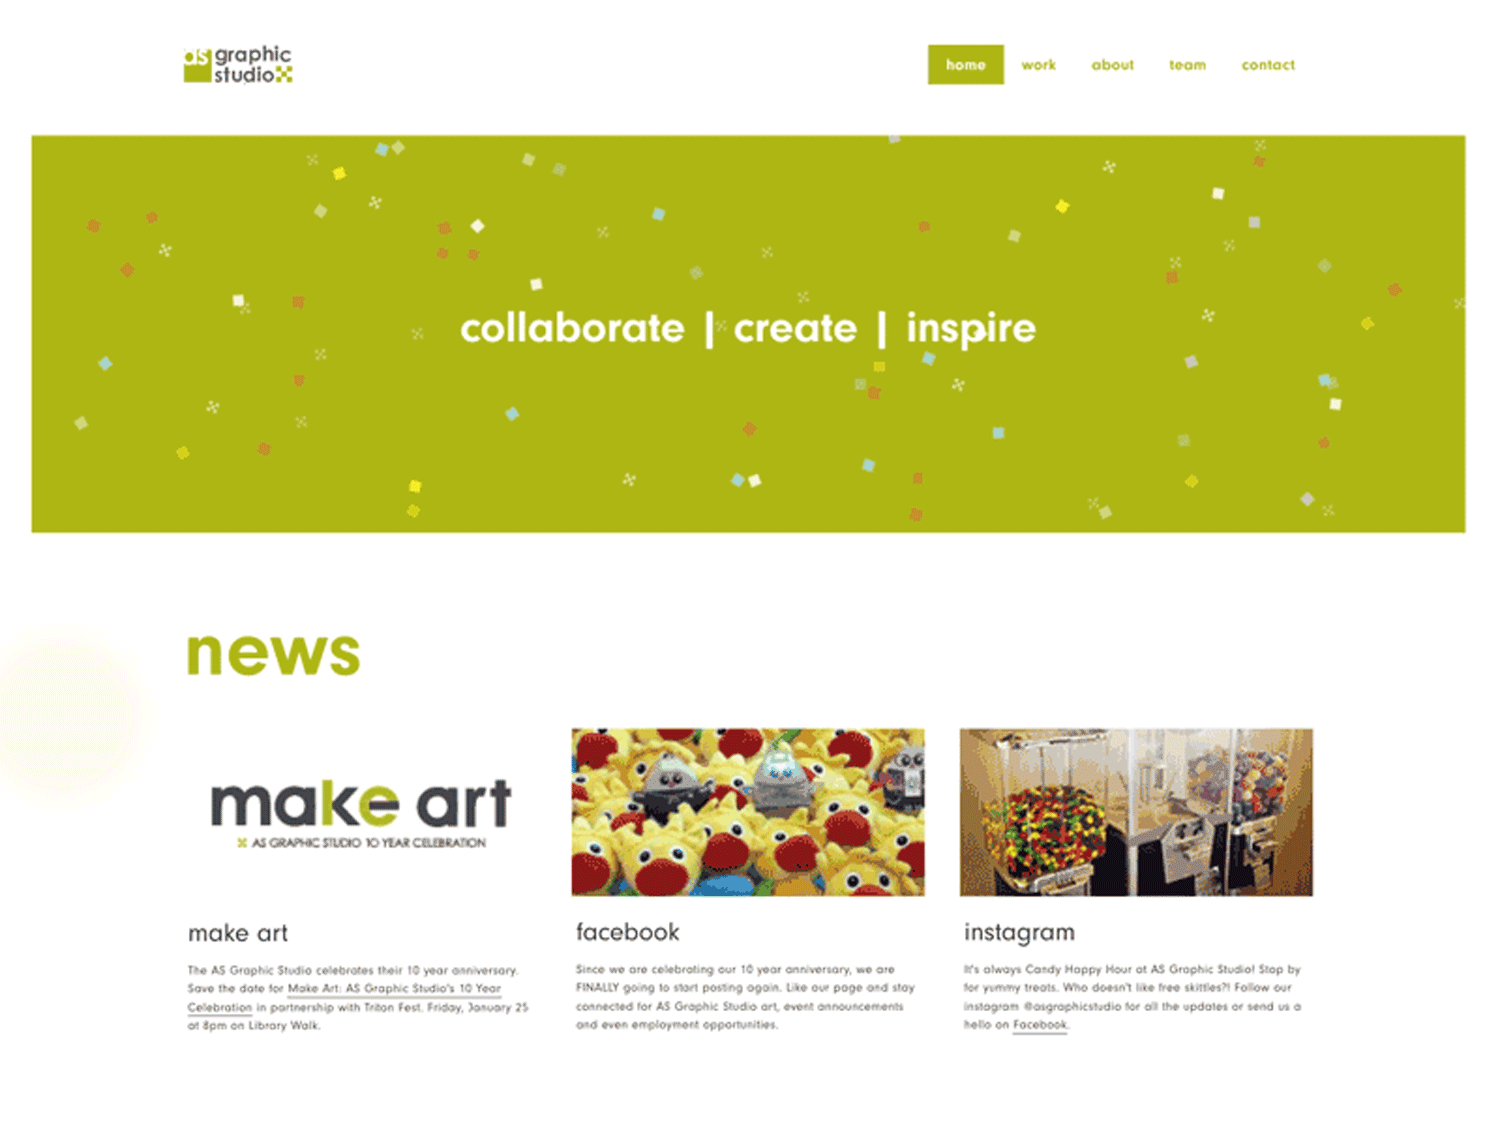 as graphic
studio
home work about team contact
collaborate | create | inspire
news
make art
AS GRAPHIC STUDIO 10 YEAR CELEBRATION
make art
The AS Graphic Studio celebrates their 10 year anniversary.
Save the date for Make Art: AS Graphic Studio's 10 Year
Celebration in partnership with Triton Fest. Friday, January 25
at 8pm on Library Walk.
facebook
Since we are celebrating our 10 year anniversary, we are
FINALLY going to start posting again. Like our page and stay
connected for AS Graphic Studio art, event announcements
and even employment opportunities.
instagram
It's always Candy Happy Hour at AS Graphic Studio! Stop by
for yummy treats. Who doesn't like free skittles?! Follow our
instagram @asgraphicstudio for all the updates or send us a
hello on Facebook.